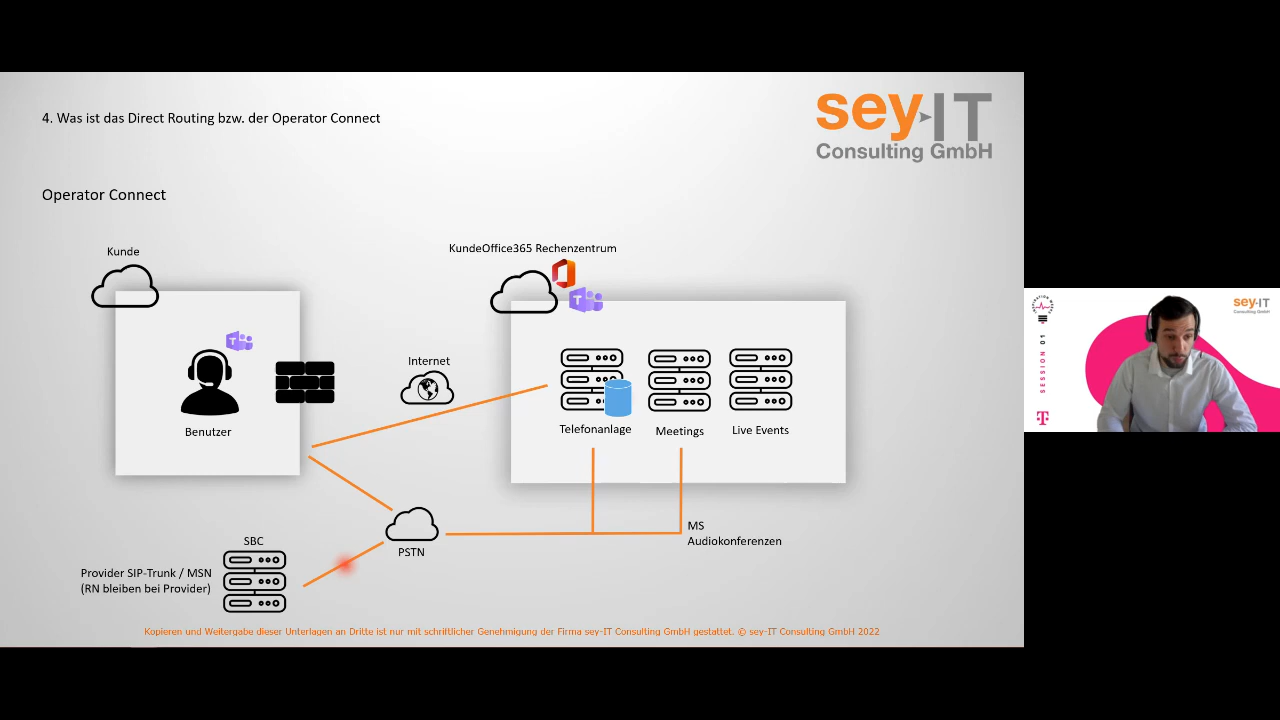 4. Was ist das Direct Routing bzw. der Operator Connect
sey IT
Consulting GmbH
Operator Connect
Kunde
KundeOffice365 Rechenzentrum
T
T
Internet
Benutzer
Telefonanlage
Meetings
Live Events
MS
Audiokonferenzen
PSTN
SBC
Provider SIP-Trunk / MSN
(RN bleiben bei Provider)
Kopieren und Weitergabe dieser Unterlagen an Dritte ist nur mit schriftlicher Genehmigung der Firma sey-IT Consulting GmbH gestattet. © sey-IT Consulting GmbH 2022
sey-IT
Consulting GmbH
SESSION 01
T